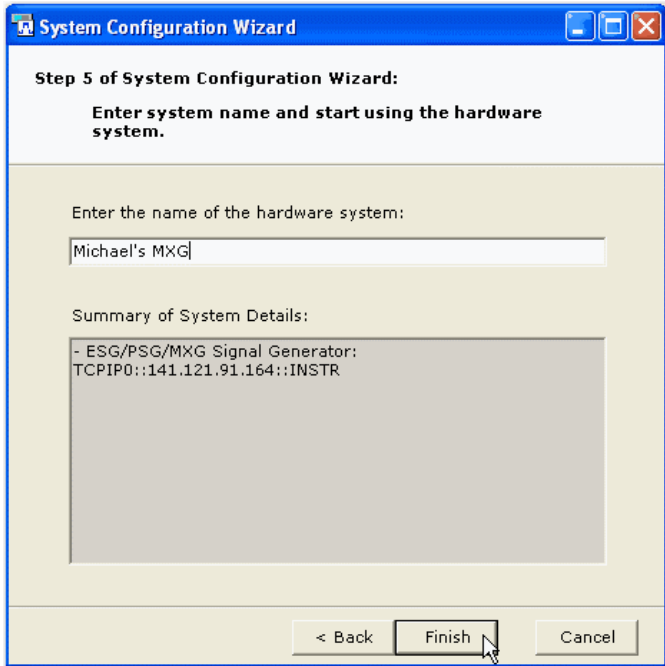 System Configuration Wizard
Step 5 of System Configuration Wizard:
Enter system name and start using the hardware
system.
Enter the name of the hardware system:
Michael's MXG
Summary of System Details:
- ESG/PSG/MXG Signal Generator:
TCPIP0::141.121.91.164::INSTR
< Back
Finish
Cancel